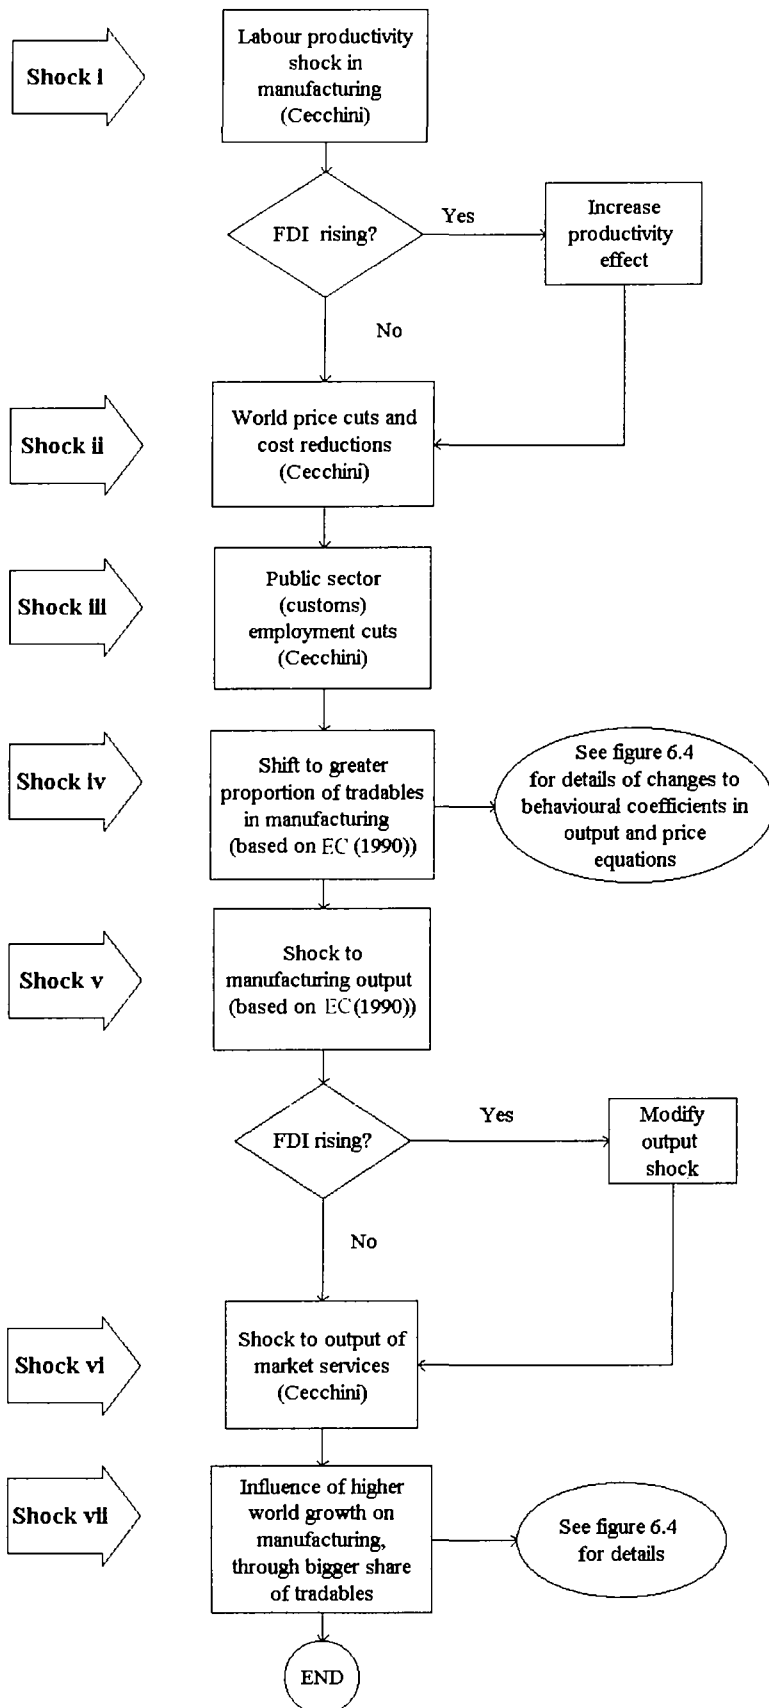 Shock i
Labour productivity
shock in
manufacturing
(Cecchini)
FDI rising?
Yes
Increase
productivity
effect
No
Shock ii
World price cuts and
cost reductions
(Cecchini)
Shock iii
Public sector
(customs)
employment cuts
(Cecchini)
Shock iv
Shift to greater
proportion of tradables
in manufacturing
(based on EC (1990))
See figure 6.4
for details of changes to
behavioural coefficients in
output and price
equations
Shock v
Shock to
manufacturing output
(based on EC (1990))
FDI rising?
Yes
Modify
output
shock
No
Shock vi
Shock to output of
market services
(Cecchini)
Shock vii
Influence of higher
world growth on
manufacturing,
through bigger share
of tradables
See figure 6.4
for details
END